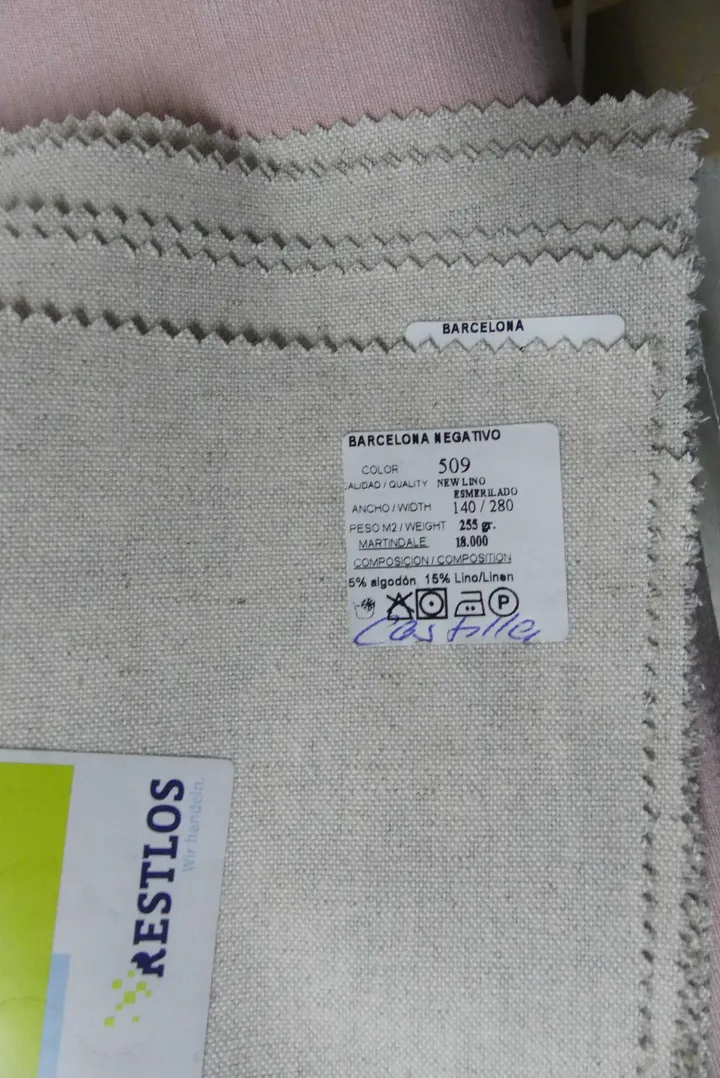 BARCELONA
BARCELONA NEGATIVO
COLOR 509
ALIDAD / QUALITY NEW LINO
ESMERILADO
ANCHO / WIDTH 140 / 280
PESO M2 / WEIGHT 255 gr.
MARTINDALE 18.000
COMPOSICION / COMPOSITION
5% algodón 15% Lino/Linen
P
Castilla
RESTLOS
Wir handeln.